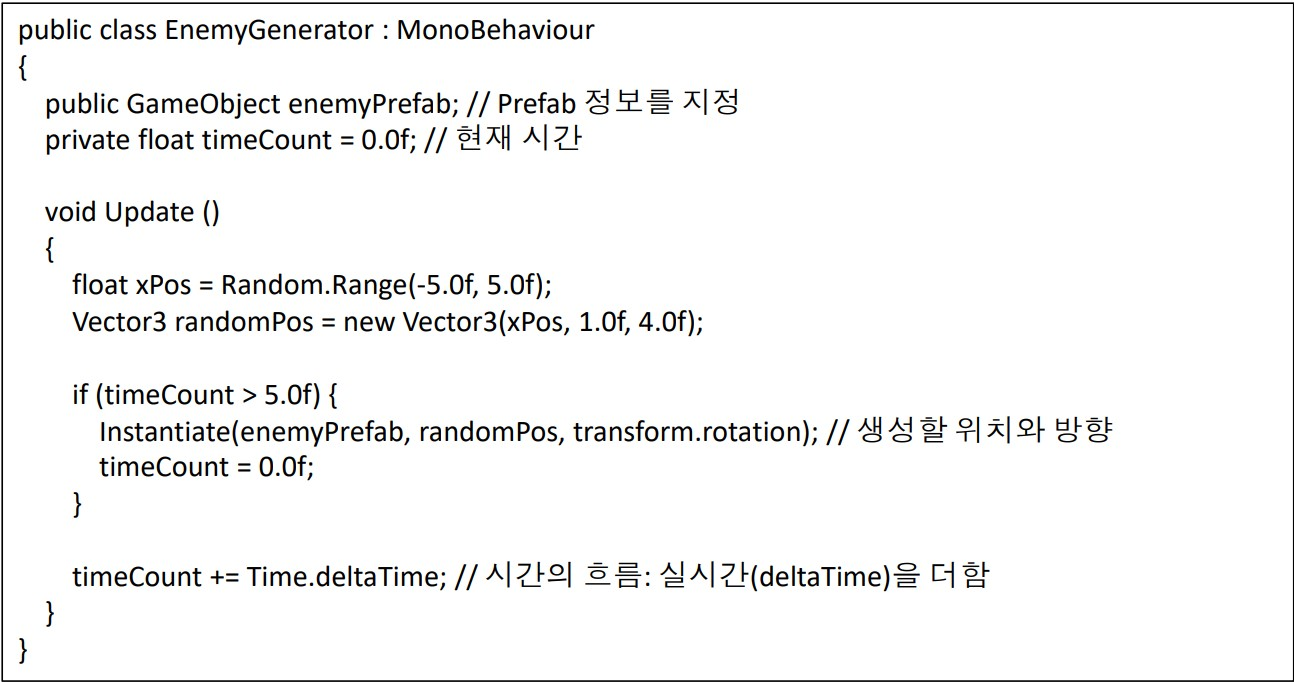 public class EnemyGenerator : MonoBehaviour
{
public GameObject enemyPrefab; // Prefab 정보를 지정
private float timeCount = 0.0f; // 현재 시간
void Update ()
{
float xPos = Random.Range(-5.0f, 5.0f);
Vector3 randomPos = new Vector3(xPos, 1.0f, 4.0f);
if (timeCount > 5.0f) {
Instantiate(enemyPrefab, randomPos, transform.rotation); // 생성할 위치와 방향
timeCount = 0.0f;
}
timeCount += Time.deltaTime; // 시간의 흐름: 실시간(deltaTime)을 더함
}
}